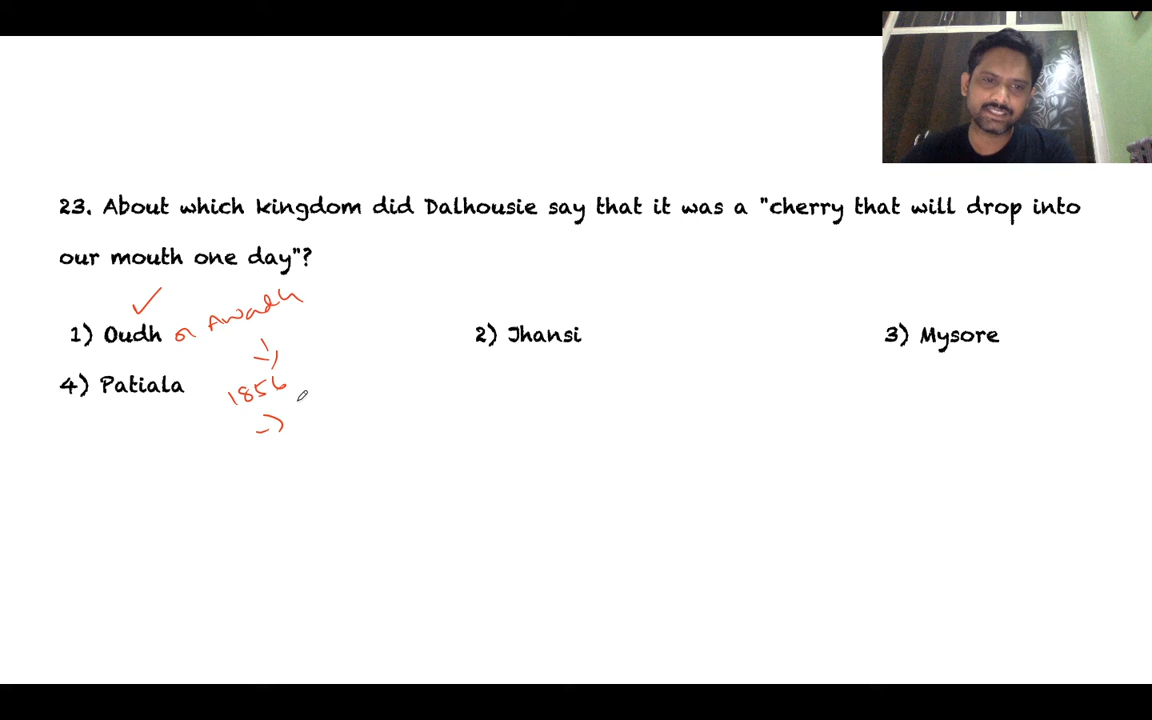 23. About which kingdom did Dalhousie say that it was a "cherry that will drop into
our mouth one day"?
1) Oudh or Awadh
2) Jhansi
3) Mysore
4) Patiala
1856